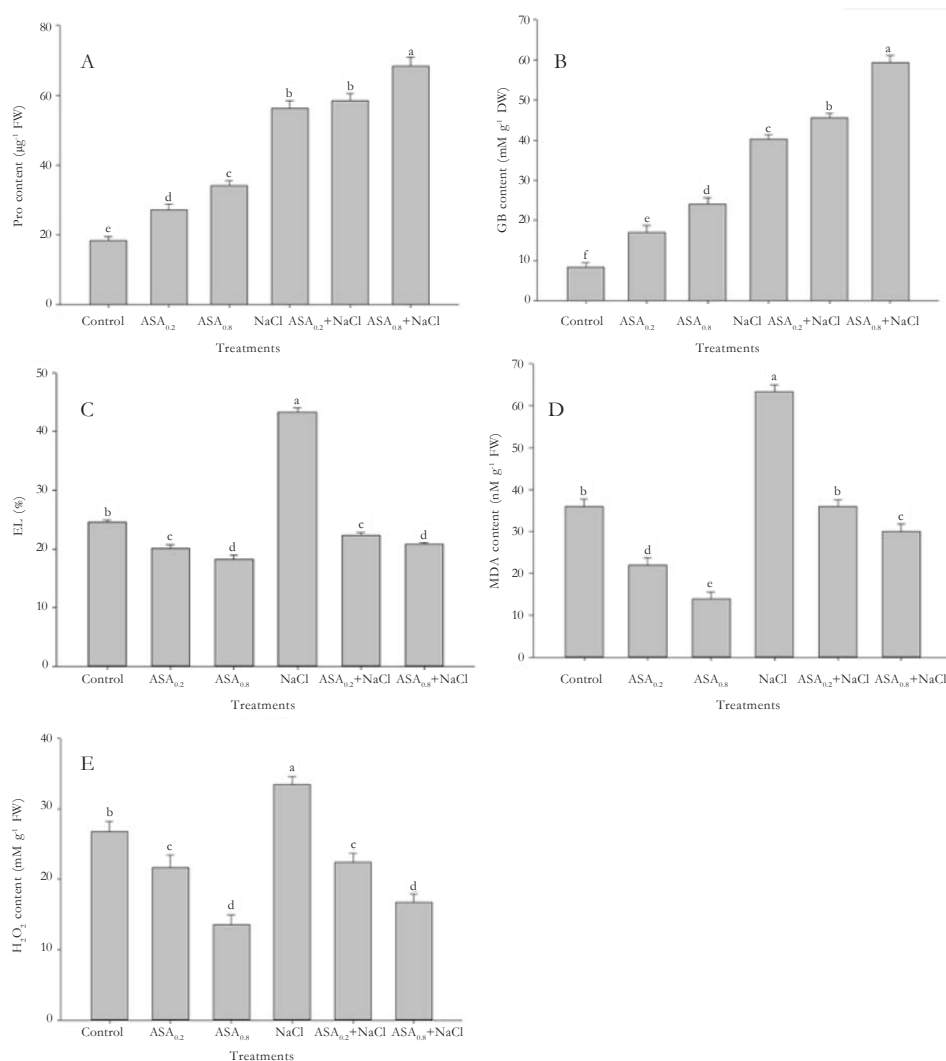 A
Pro content (µg⁻¹ FW)
80
60
40
20
0
e
d
c
b
b
a
Control ASA₀.₂ ASA₀.₈ NaCl ASA₀.₂+NaCl ASA₀.₈+NaCl
Treatments
B
GB content (mM g⁻¹ DW)
70
60
50
40
30
20
10
0
f
e
d
c
b
a
Control ASA₀.₂ ASA₀.₈ NaCl ASA₀.₂+NaCl ASA₀.₈+NaCl
Treatments
C
EL (%)
50
40
30
20
10
0
b
c
d
a
c
d
Control ASA₀.₂ ASA₀.₈ NaCl ASA₀.₂+NaCl ASA₀.₈+NaCl
Treatments
D
MDA content (nM g⁻¹ FW)
70
60
50
40
30
20
10
0
b
d
e
a
b
c
Control ASA₀.₂ ASA₀.₈ NaCl ASA₀.₂+NaCl ASA₀.₈+NaCl
Treatments
E
H₂O₂ content (mM g⁻¹ FW)
40
30
20
10
0
b
c
d
a
c
d
Control ASA₀.₂ ASA₀.₈ NaCl ASA₀.₂+NaCl ASA₀.₈+NaCl
Treatments